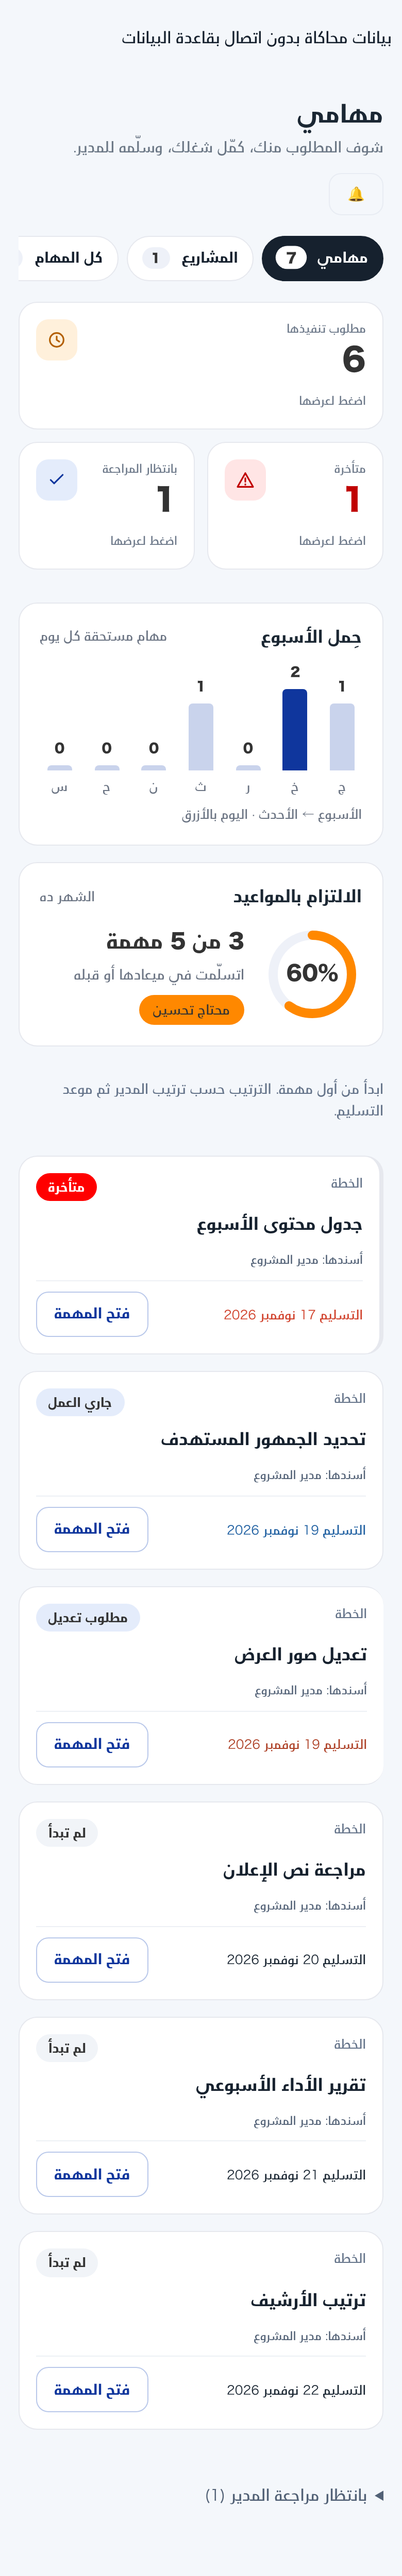 بيانات محاكاة بدون اتصال بقاعدة البيانات
مهامي
شوف المطلوب منك، كمّل شغلك، وسلّمه للمدير.
مهامي 7
المشاريع 1
كل المهام
مطلوب تنفيذها
6
اضغط لعرضها
متأخرة
1
اضغط لعرضها
بانتظار المراجعة
1
اضغط لعرضها
حِمل الأسبوع
مهام مستحقة كل يوم
1 2 0 1 0 0 0
ج خ ر ث ن ح س
الأسبوع ← الأحدث · اليوم بالأزرق
الالتزام بالمواعيد
الشهر ده
60%
3 من 5 مهمة
اتسلّمت في ميعادها أو قبله
محتاج تحسين
ابدأ من أول مهمة. الترتيب حسب ترتيب المدير ثم موعد
التسليم.
الخطة
متأخرة
جدول محتوى الأسبوع
أسندها: مدير المشروع
التسليم 17 نوفمبر 2026
فتح المهمة
الخطة
جاري العمل
تحديد الجمهور المستهدف
أسندها: مدير المشروع
التسليم 19 نوفمبر 2026
فتح المهمة
الخطة
مطلوب تعديل
تعديل صور العرض
أسندها: مدير المشروع
التسليم 19 نوفمبر 2026
فتح المهمة
الخطة
لم تبدأ
مراجعة نص الإعلان
أسندها: مدير المشروع
التسليم 20 نوفمبر 2026
فتح المهمة
الخطة
لم تبدأ
تقرير الأداء الأسبوعي
أسندها: مدير المشروع
التسليم 21 نوفمبر 2026
فتح المهمة
الخطة
لم تبدأ
ترتيب الأرشيف
أسندها: مدير المشروع
التسليم 22 نوفمبر 2026
فتح المهمة
بانتظار مراجعة المدير (1)